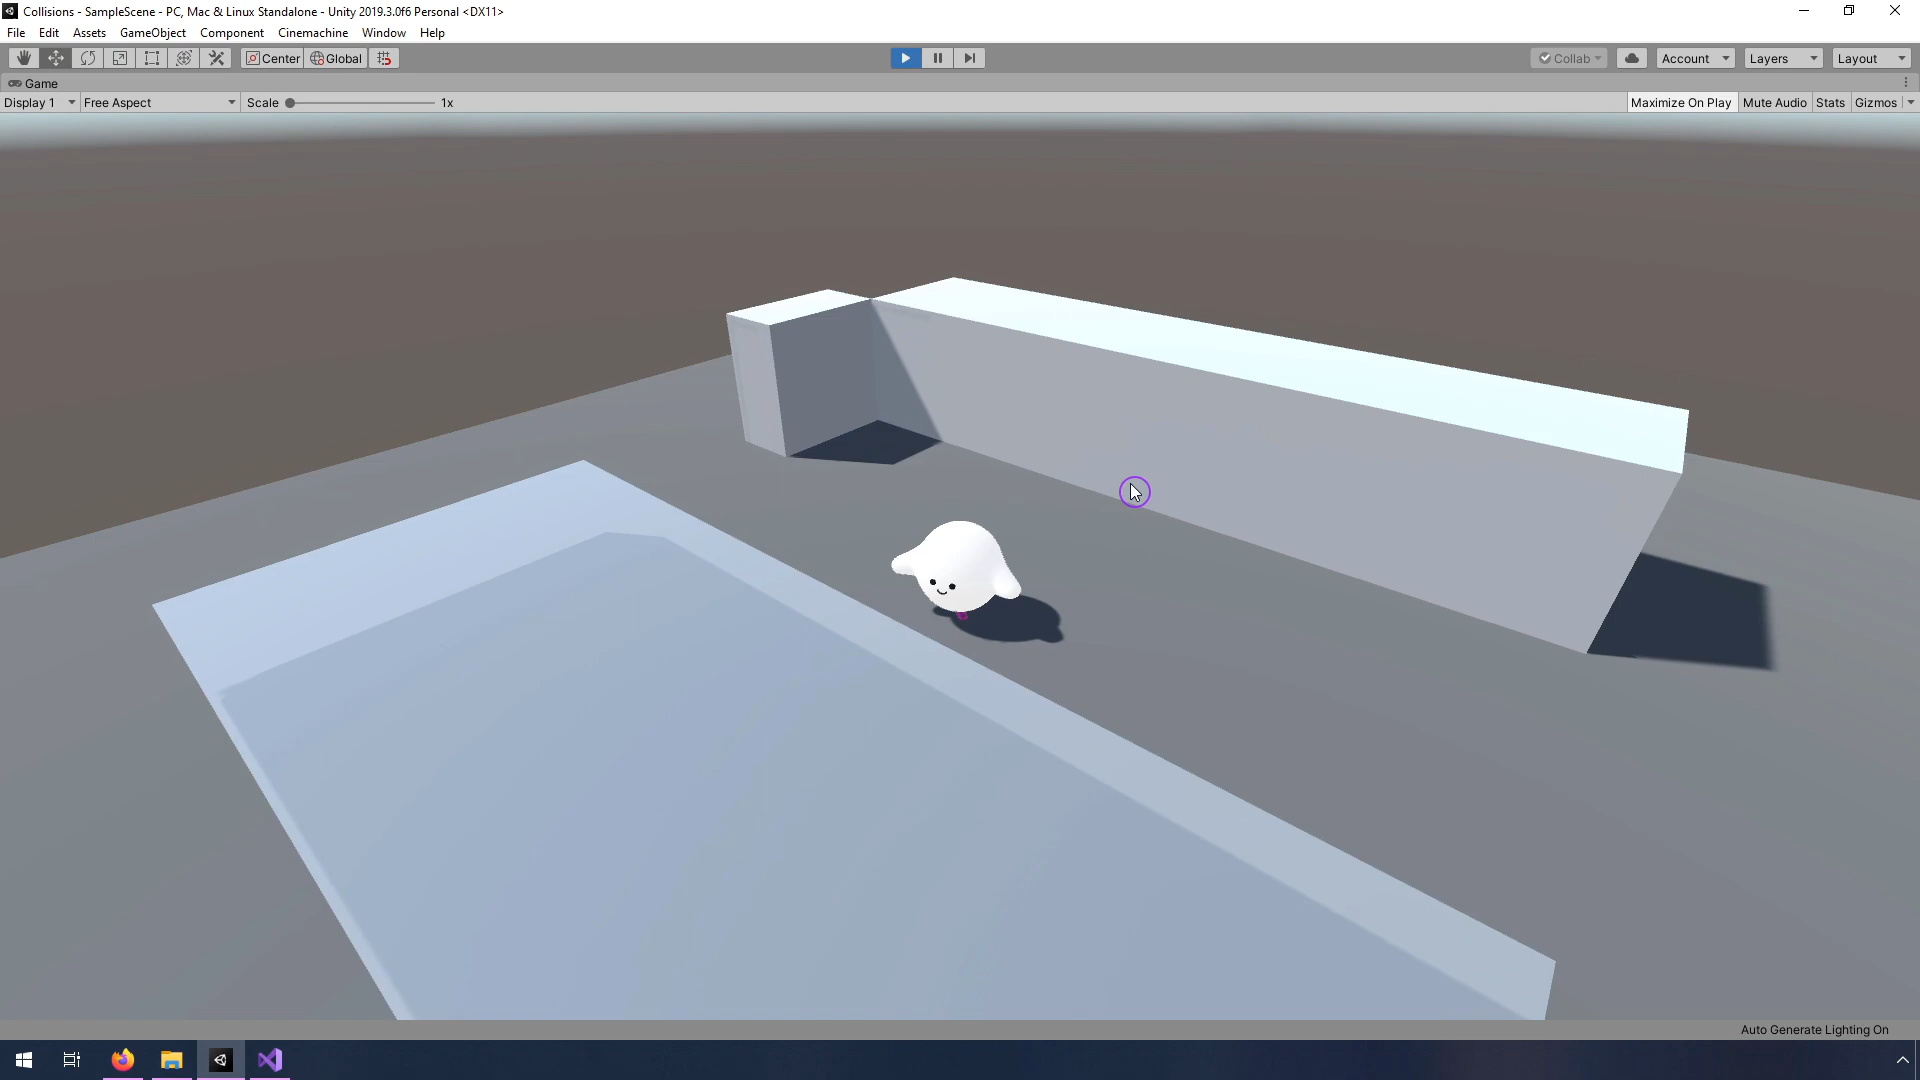 Collisions - SampleScene - PC, Mac & Linux Standalone - Unity 2019.3.0f6 Personal <DX11>
File Edit Assets GameObject Component Cinemachine Window Help
Center Global Collab Account Layers Layout
Game
Display 1 Free Aspect Scale 1x Maximize On Play Mute Audio Stats Gizmos
Auto Generate Lighting On